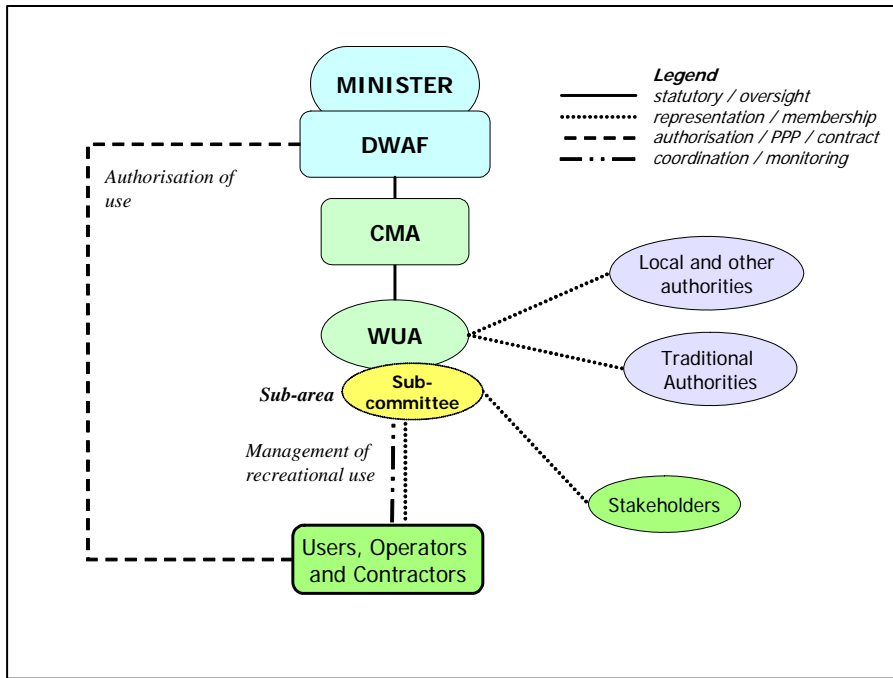 MINISTER
DWAF
Legend
statutory / oversight
representation / membership
authorisation / PPP / contract
coordination / monitoring
Authorisation of
use
CMA
Local and other
authorities
WUA
Traditional
Authorities
Sub-area
Sub-
committee
Management of
recreational use
Stakeholders
Users, Operators
and Contractors